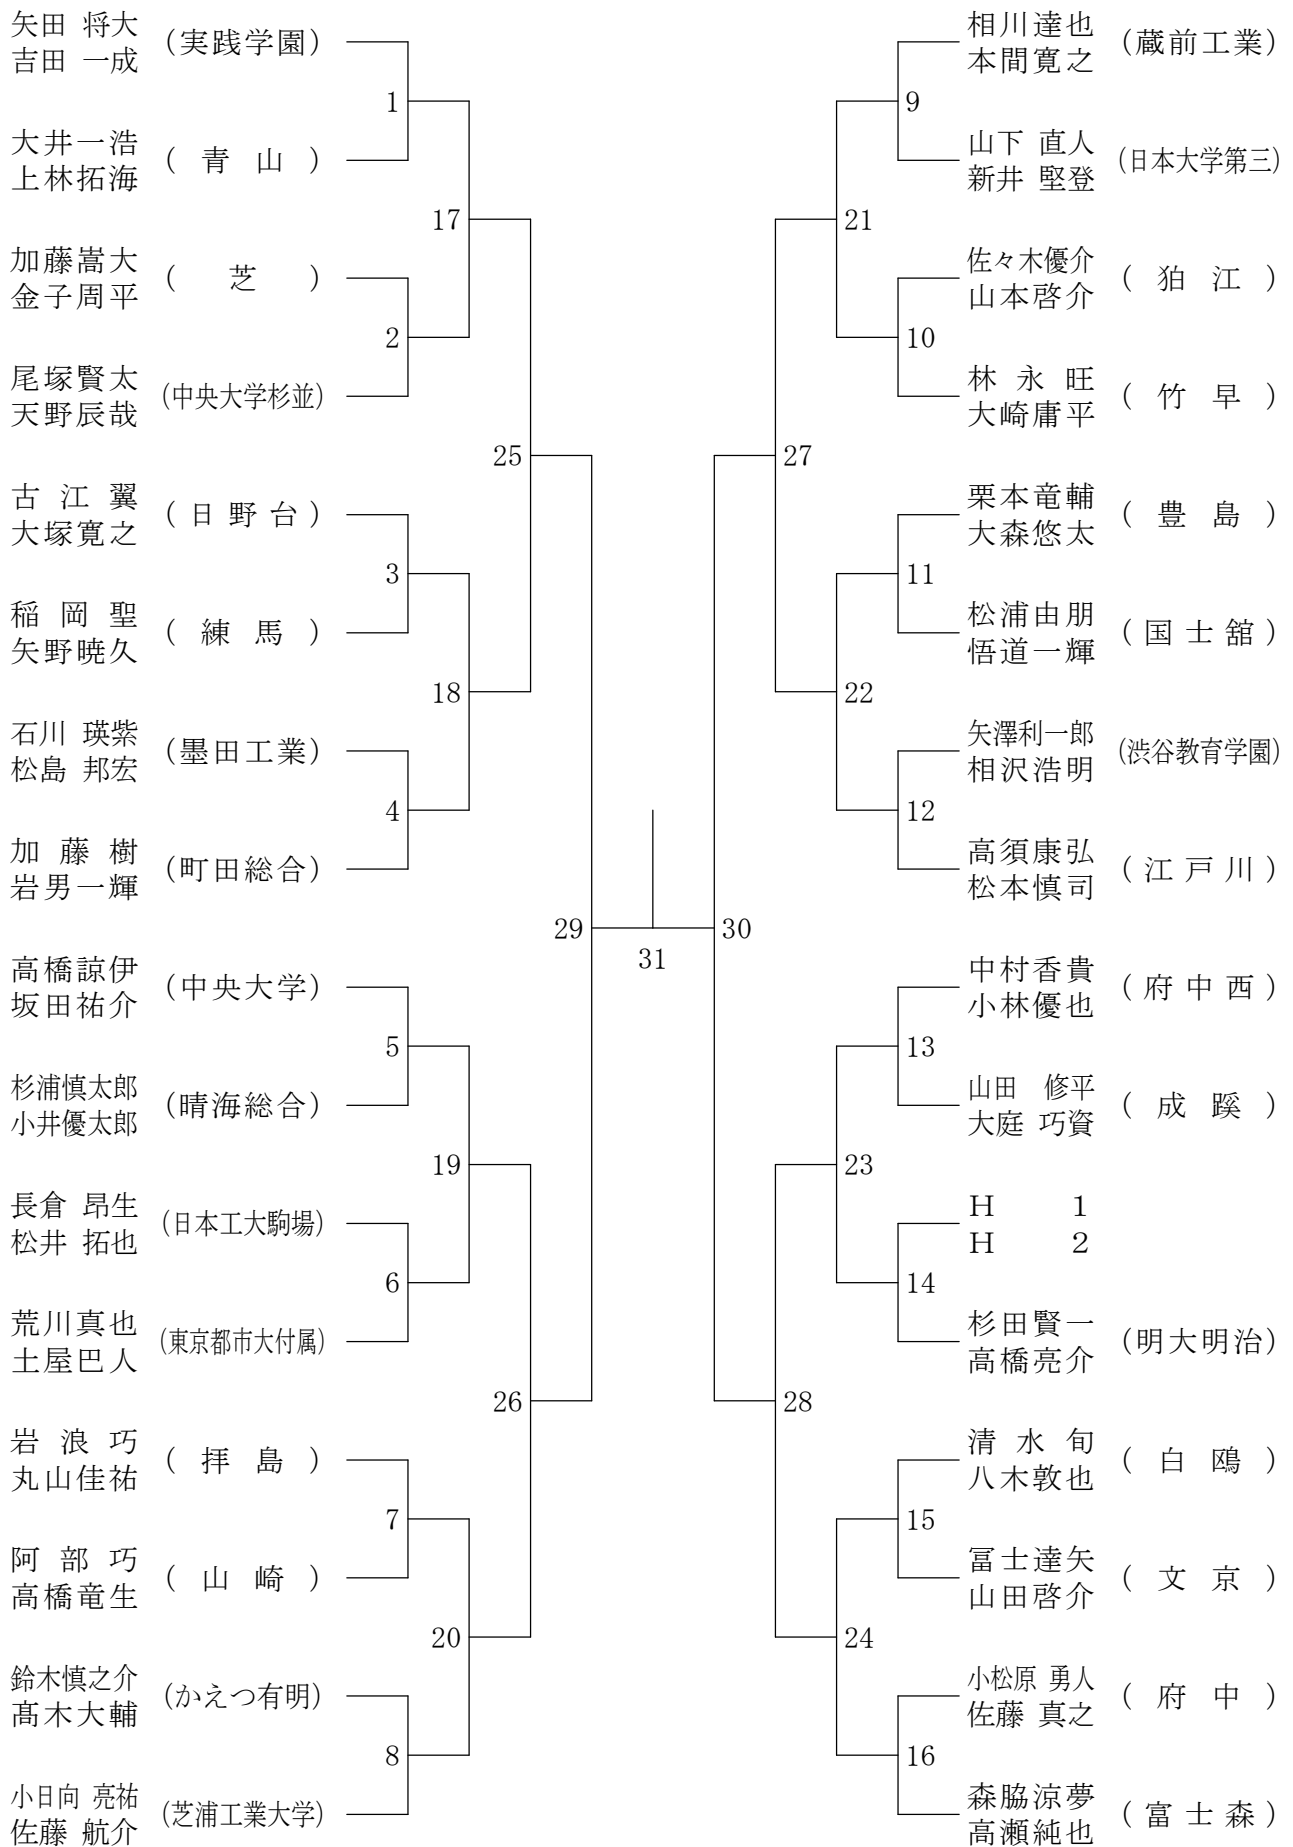 矢田 将大
吉田 一成
(実践学園)
1
大井一浩
上林拓海
( 青 山 )
17
加藤嵩大
金子周平
( 芝 )
2
尾塚賢太
天野辰哉
(中央大学杉並)
25
古 江 翼
大塚寛之
( 日 野 台 )
3
稲 岡 聖
矢野暁久
( 練 馬 )
18
石川 瑛紫
松島 邦宏
(墨田工業)
4
加 藤 樹
岩男一輝
(町田総合)
29
高橋諒伊
坂田祐介
(中央大学)
5
杉浦慎太郎
小井優太郎
(晴海総合)
19
長倉 昂生
松井 拓也
(日本工大駒場)
6
荒川真也
土屋巴人
(東京都市大付属)
26
岩 浪 巧
丸山佳祐
( 拝 島 )
7
阿 部 巧
高橋竜生
( 山 崎 )
20
鈴木慎之介
髙木大輔
(かえつ有明)
8
小日向 亮祐
佐藤 航介
(芝浦工業大学)
31
相川達也
本間寛之
(蔵前工業)
9
山下 直人
新井 堅登
(日本大学第三)
21
佐々木優介
山本啓介
( 狛 江 )
10
林 永 旺
大崎庸平
( 竹 早 )
27
栗本竜輔
大森悠太
( 豊 島 )
11
松浦由朋
悟道一輝
( 国 士 舘 )
22
矢澤利一郎
相沢浩明
(渋谷教育学園)
12
高須康弘
松本慎司
( 江 戸 川 )
30
中村香貴
小林優也
( 府 中 西 )
13
山田 修平
大庭 巧資
( 成 蹊 )
23
H 1
H 2
14
杉田賢一
高橋亮介
(明大明治)
28
清 水 旬
八木敦也
( 白 鴎 )
15
冨士達矢
山田啓介
( 文 京 )
24
小松原 勇人
佐藤 真之
( 府 中 )
16
森脇涼夢
高瀬純也
( 富 士 森 )